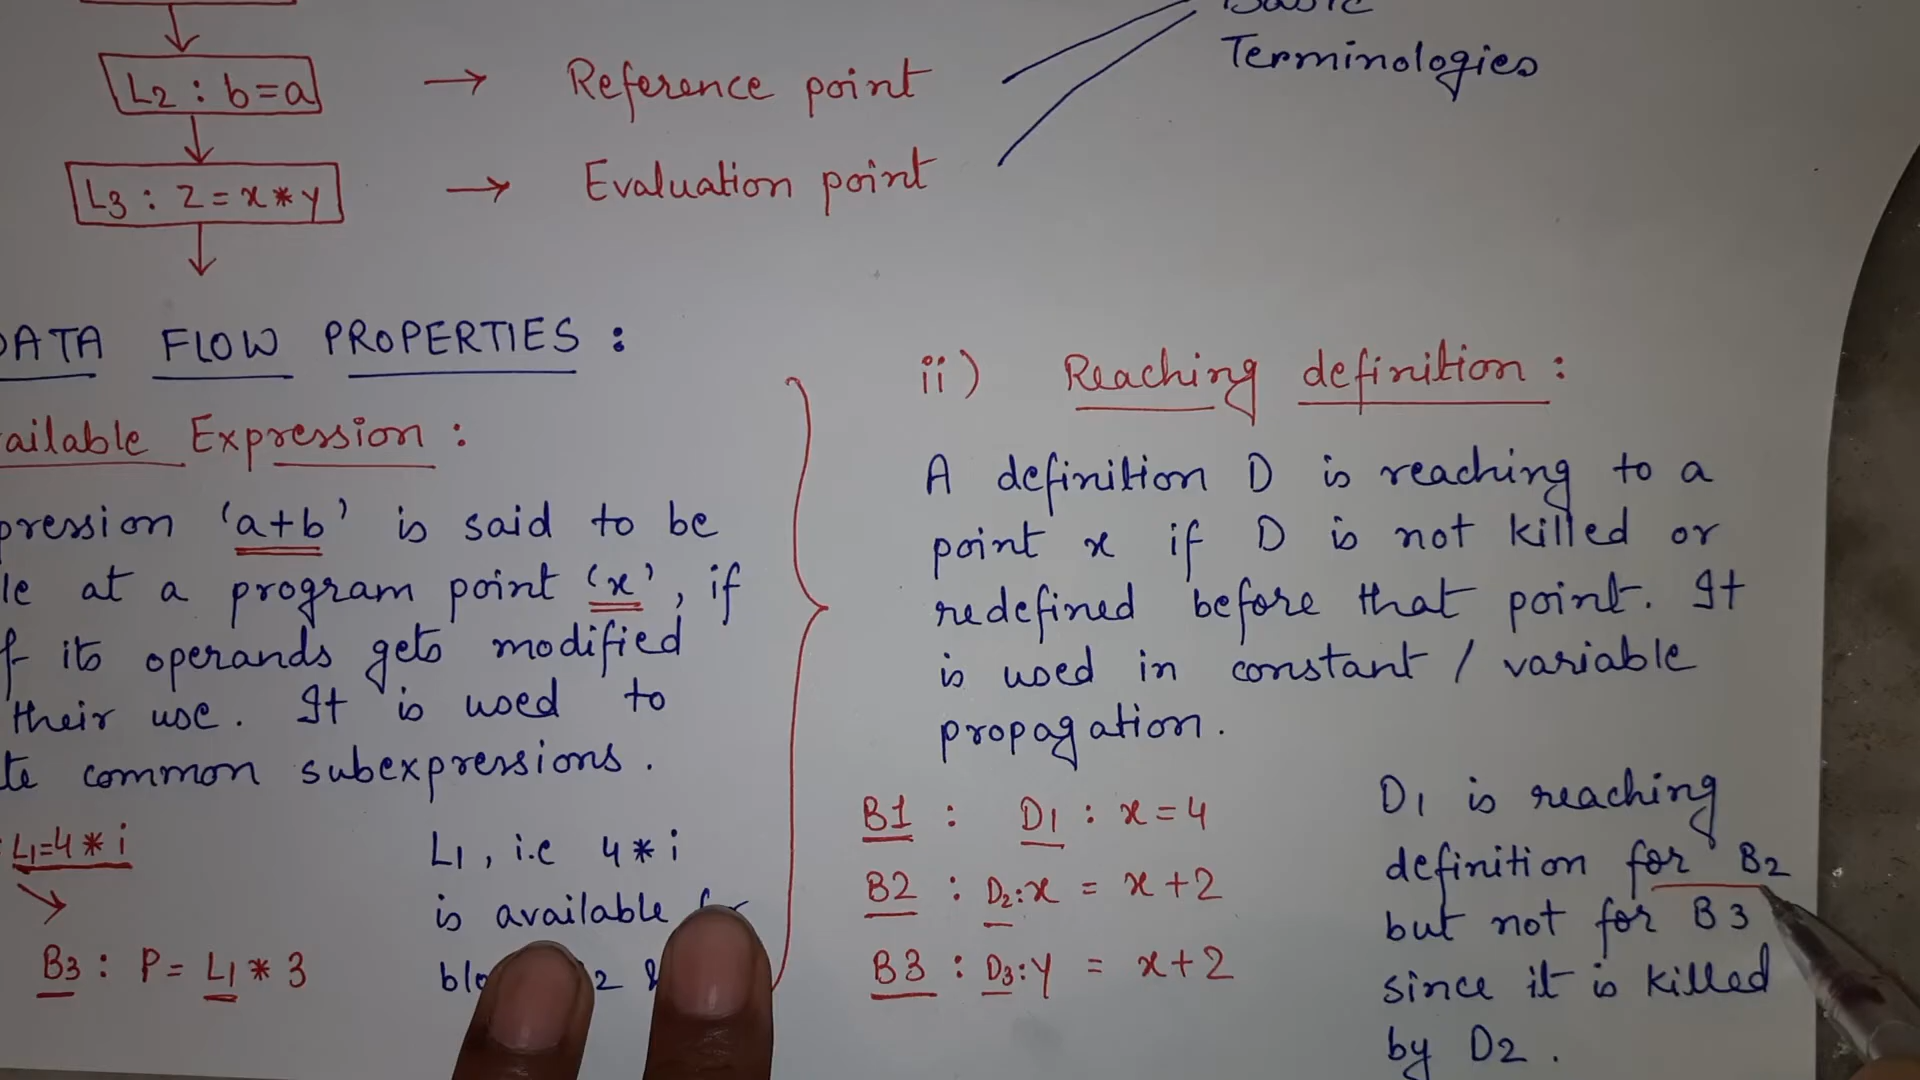 Terminologies
L2 : b=a → Reference point
L3 : Z = x * y → Evaluation point
DATA FLOW PROPERTIES :
ailable Expression :
pression 'a+b' is said to be
le at a program point 'x', if
f its operands gets modified
their use. It is used to
te common subexpressions.
L1=4 * i
L1, i.e 4 * i
is available
B3 : P = L1 * 3
2 &
ii) Reaching definition :
A definition D is reaching to a
point x if D is not killed or
redefined before that point. It
is used in constant / variable
propagation.
B1 : D1 : x = 4
B2 : D2:x = x+2
B3 : D3:y = x+2
D1 is reaching
definition for B2
but not for B3
since it is killed
by D2.